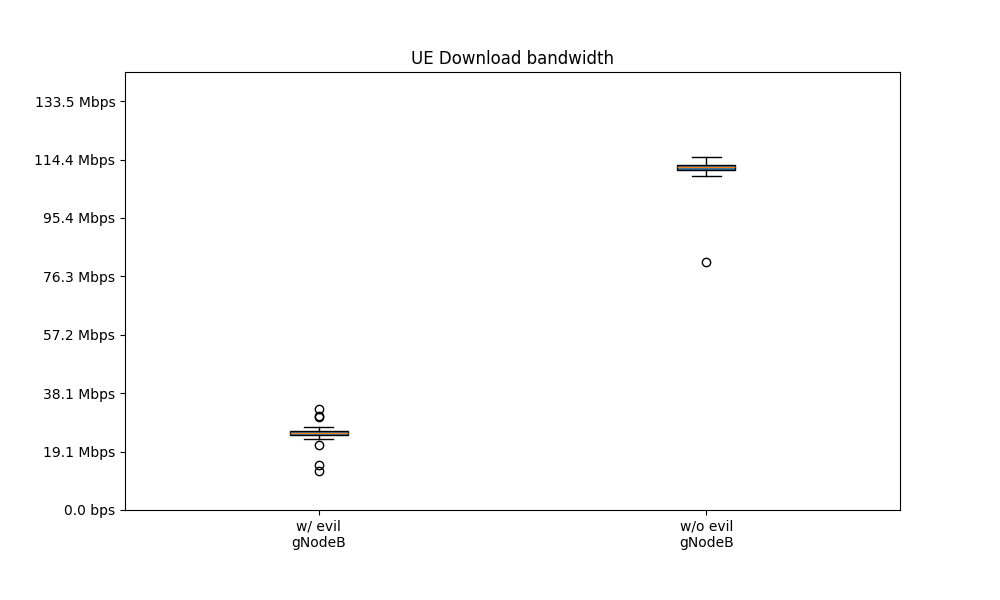 UE Download bandwidth
133.5 Mbps
114.4 Mbps
95.4 Mbps
76.3 Mbps
57.2 Mbps
38.1 Mbps
19.1 Mbps
0.0 bps
w/ evil
gNodeB
w/o evil
gNodeB